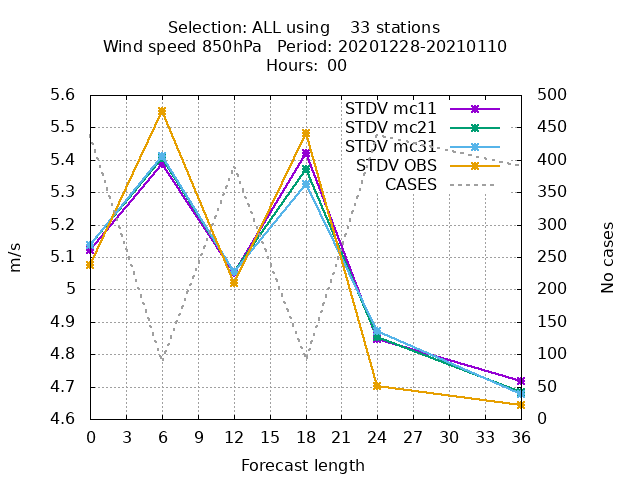 Selection: ALL using 33 stations
Wind speed 850hPa Period: 20201228-20210110
Hours: 00
5.6
5.5
5.4
5.3
5.2
5.1
5
4.9
4.8
4.7
4.6
m/s
STDV mc11
STDV mc21
STDV mc31
STDV OBS
CASES
500
450
400
350
300
250
200
150
100
50
0
No cases
0 3 6 9 12 15 18 21 24 27 30 33 36
Forecast length